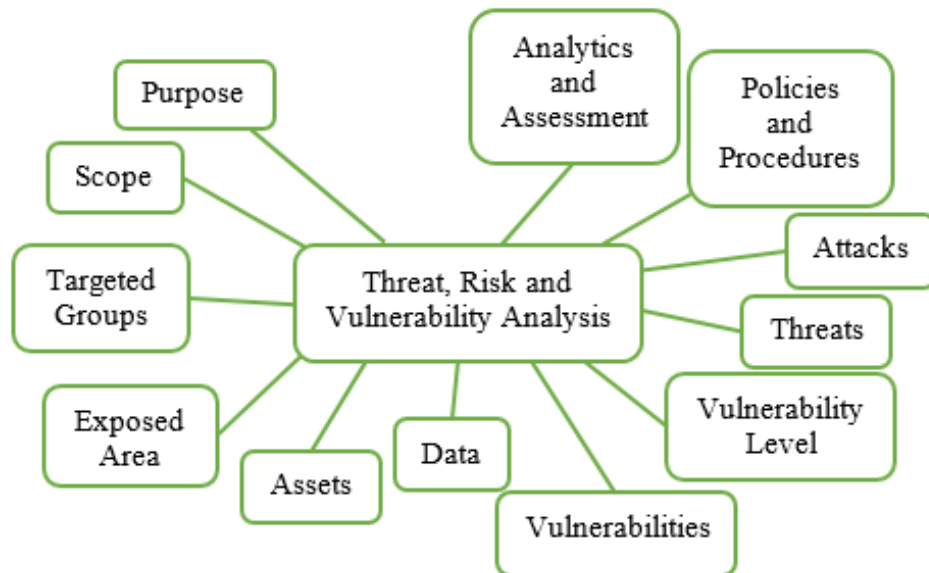 Analytics
and
Assessment
Policies
and
Procedures
Purpose
Scope
Attacks
Targeted
Groups
Threat, Risk and
Vulnerability Analysis
Threats
Exposed
Area
Vulnerability
Level
Data
Assets
Vulnerabilities